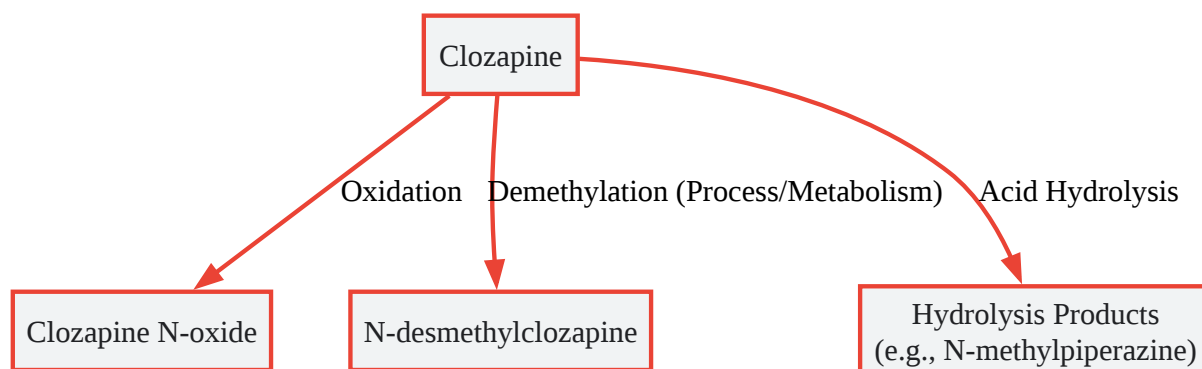 Clozapine
Oxidation
Demethylation (Process/Metabolism)
Acid Hydrolysis
Clozapine N-oxide
N-desmethylclozapine
Hydrolysis Products
(e.g., N-methylpiperazine)